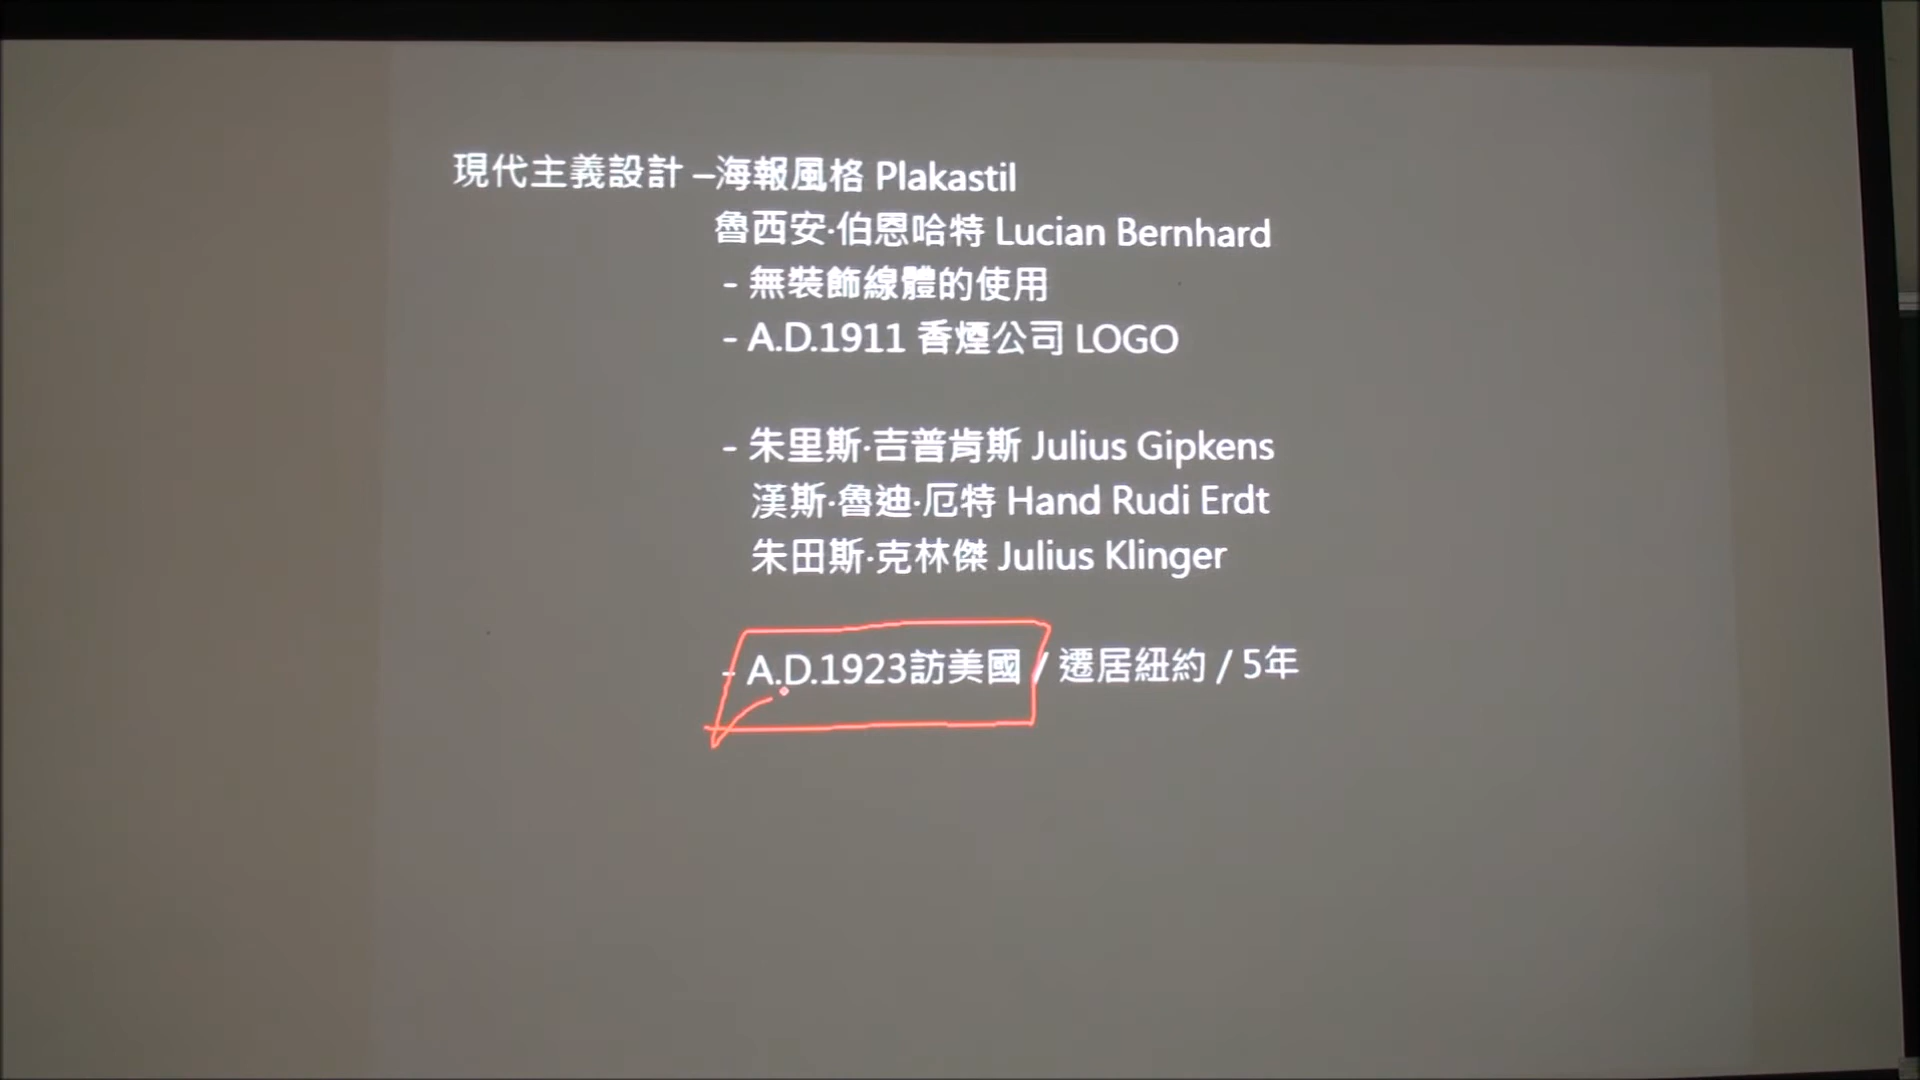 現代主義設計 –海報風格 Plakastil
魯西安·伯恩哈特 Lucian Bernhard
- 無裝飾線體的使用
- A.D.1911 香煙公司 LOGO
- 朱里斯·吉普肯斯 Julius Gipkens
漢斯·魯迪·厄特 Hand Rudi Erdt
朱田斯·克林傑 Julius Klinger
- A.D.1923訪美國 / 遷居紐約 / 5年